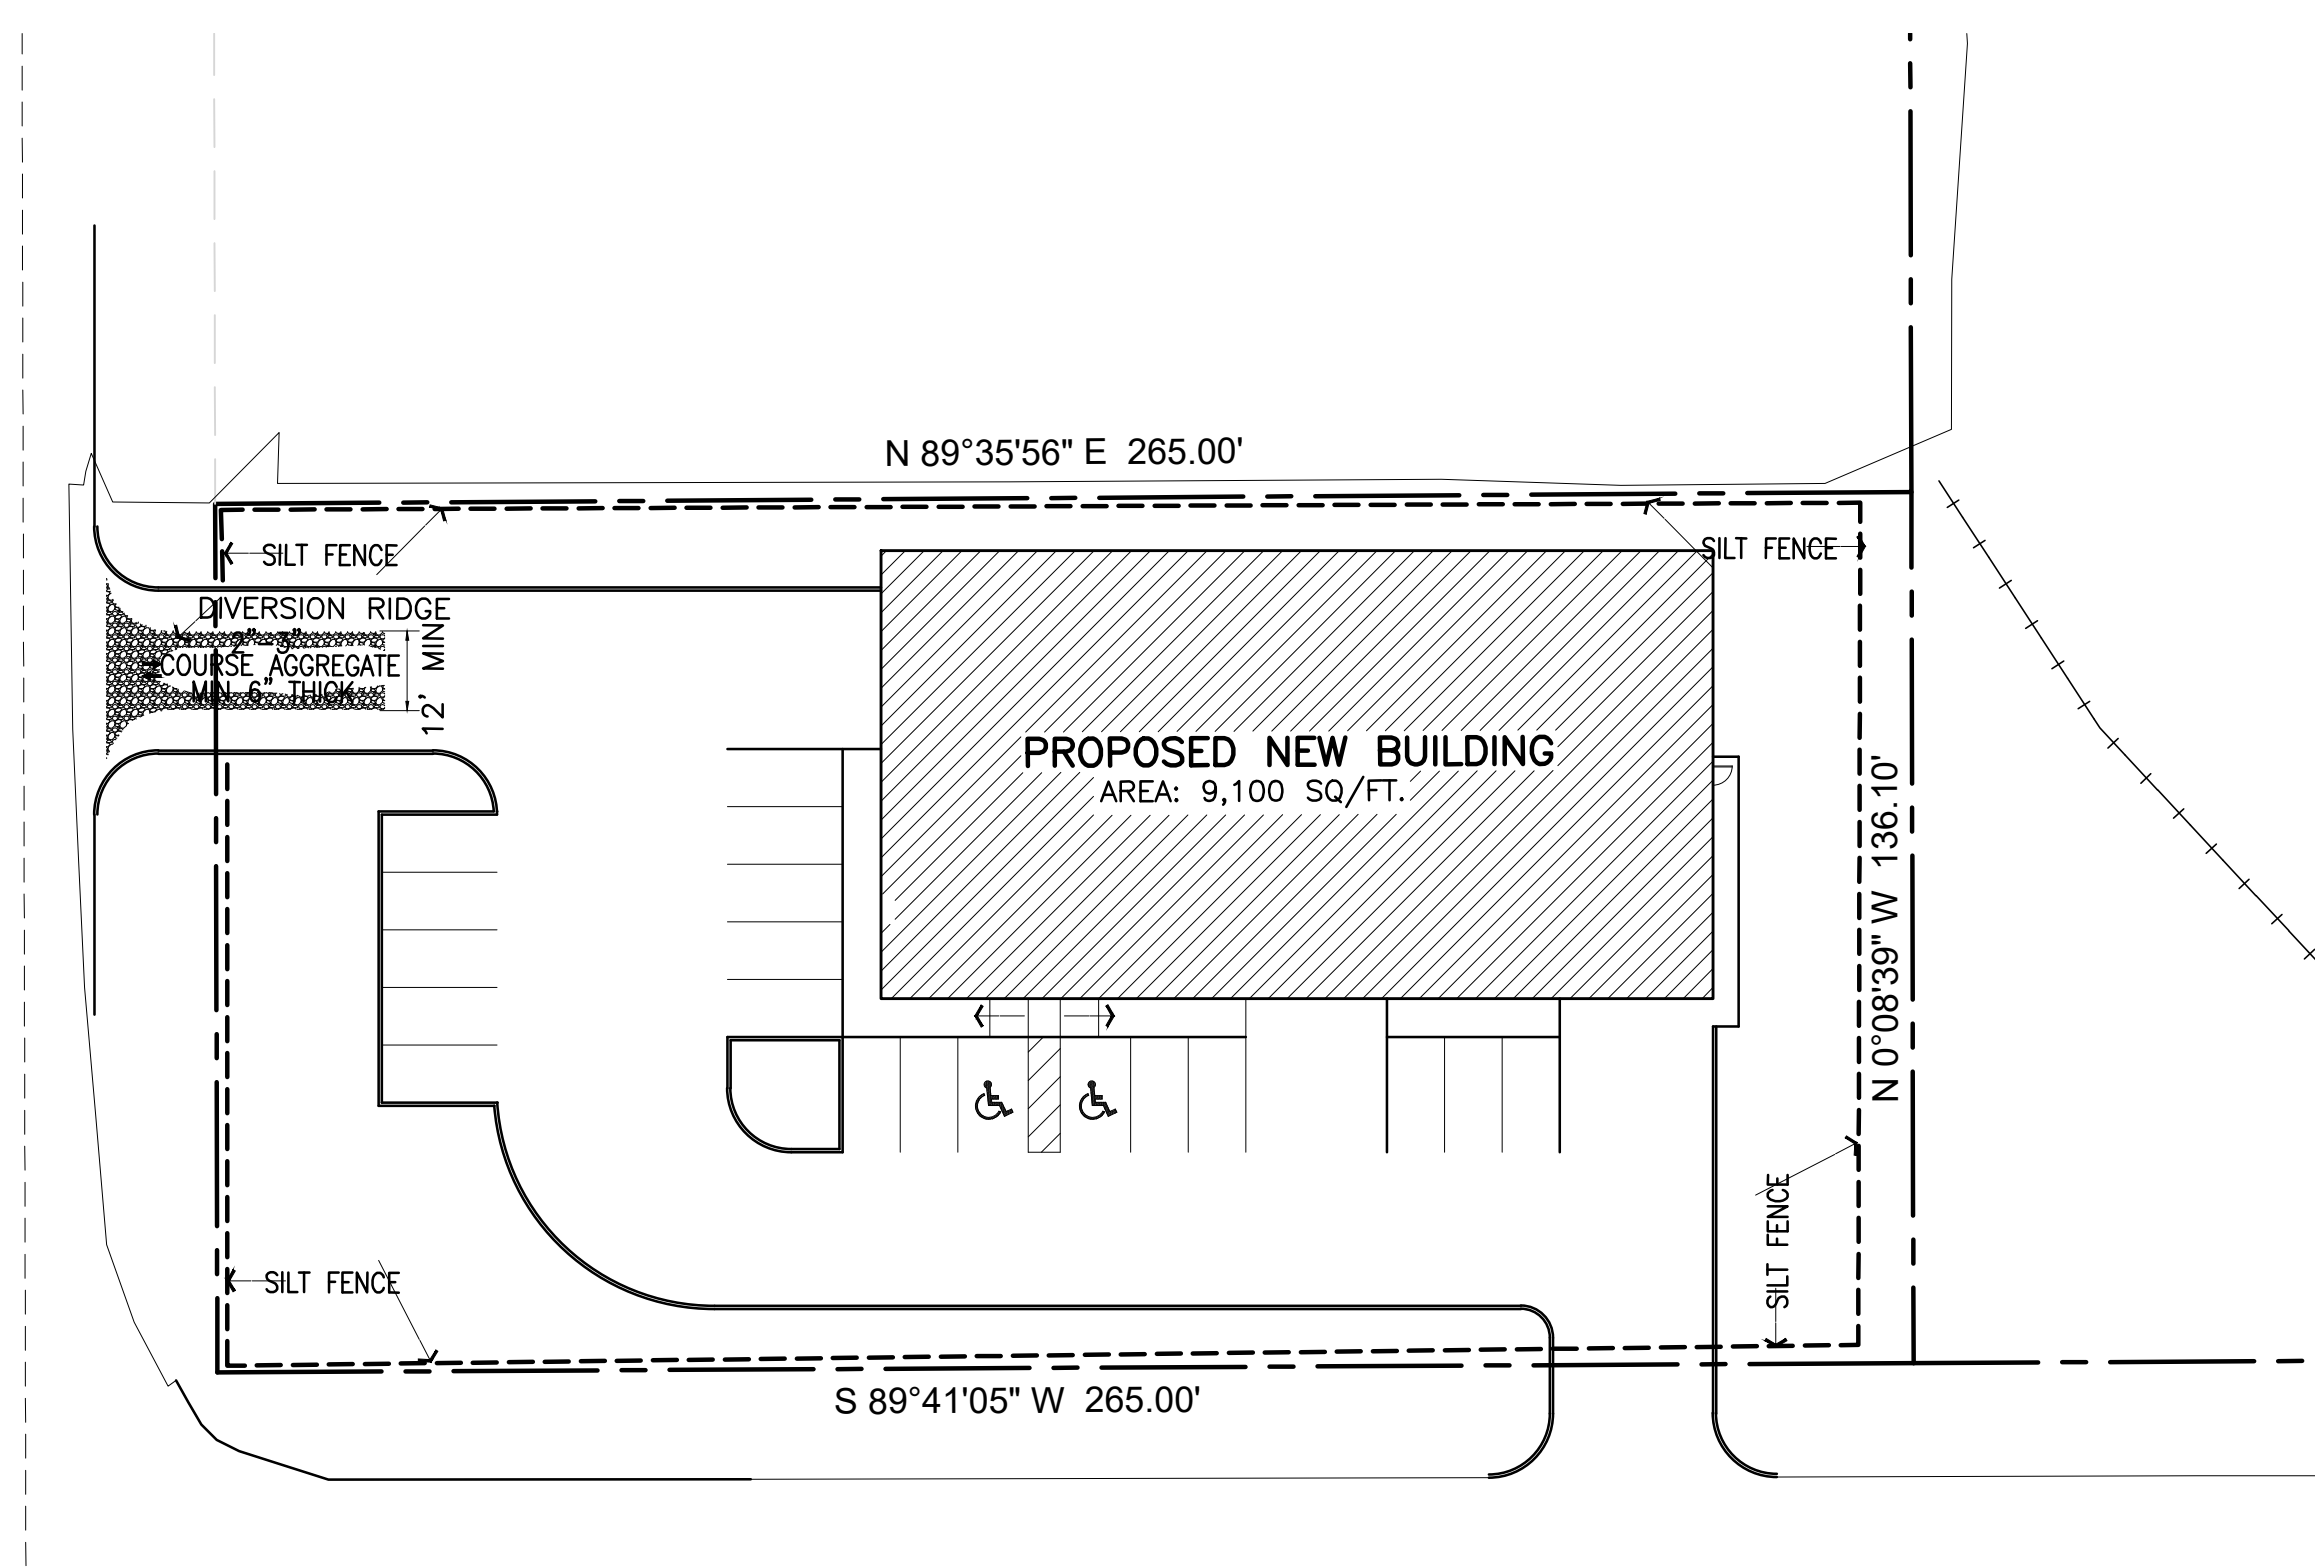 N 89°35'56" E 265.00'
SILT FENCE
SILT FENCE
DIVERSION RIDGE
2"-3"
COURSE AGGREGATE
MIN 6" THICK
12' MIN
PROPOSED NEW BUILDING
AREA: 9,100 SQ/FT.
N 0°08'39" W 136.10'
SILT FENCE
SILT FENCE
S 89°41'05" W 265.00'